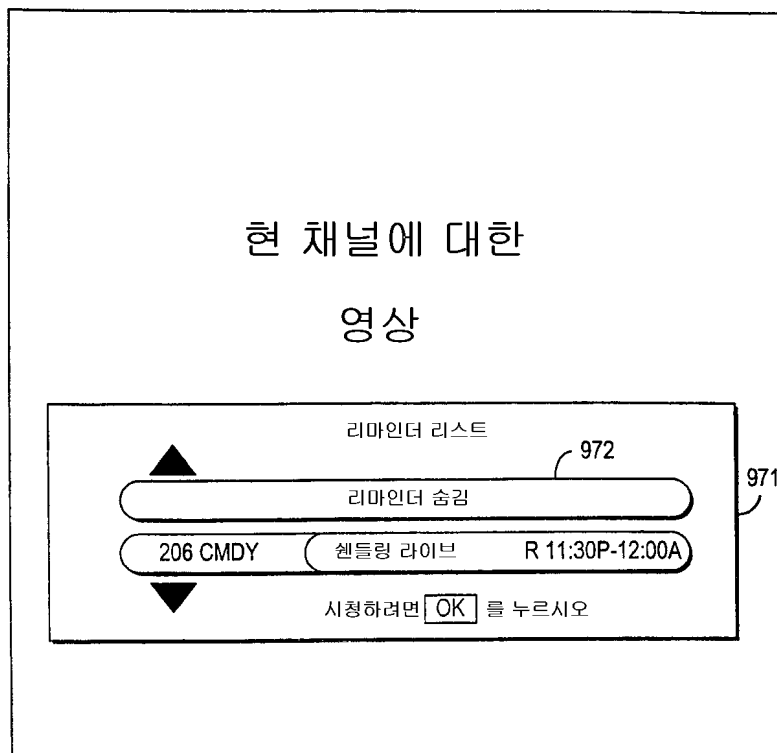 현 채널에 대한
영상
리마인더 리스트
972
971
리마인더 숨김
206 CMDY 쉔들링 라이브 R 11:30P-12:00A
시청하려면 OK 를 누르시오